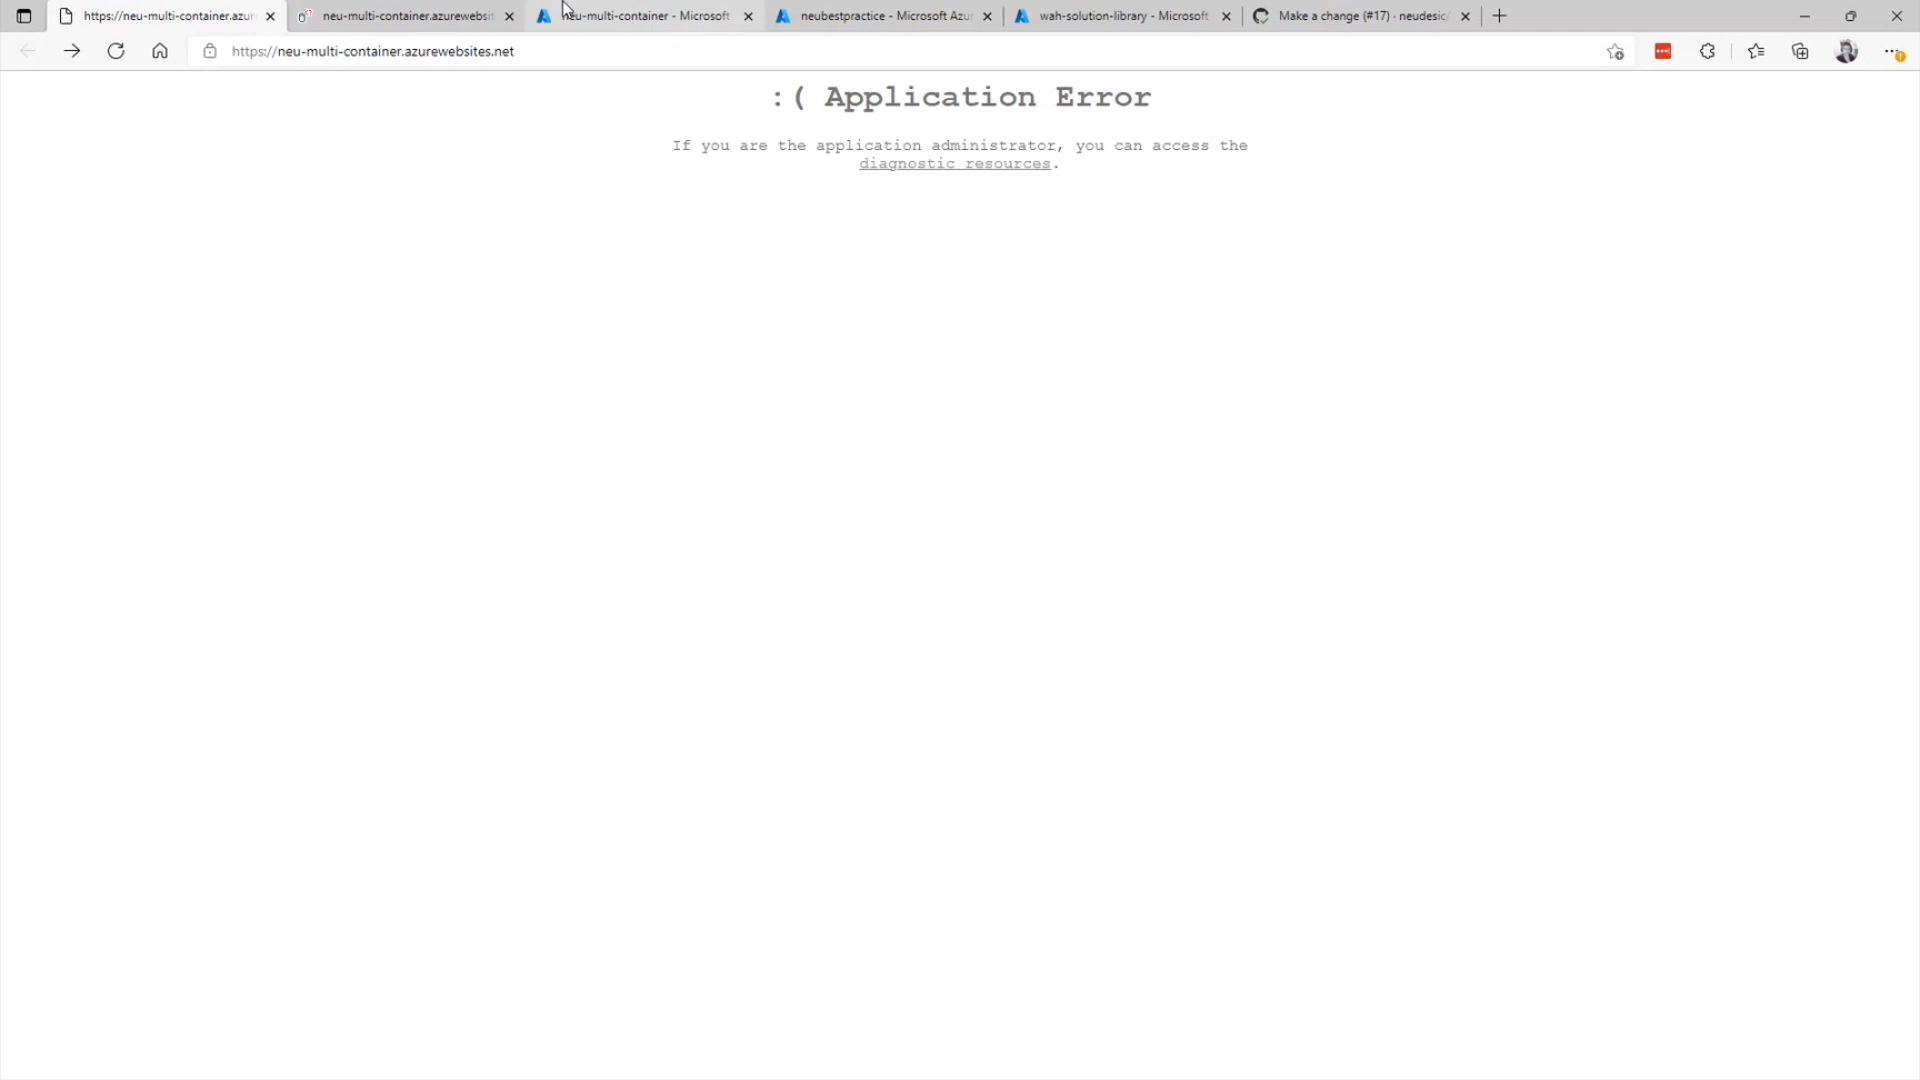 https://neu-multi-container.azur
neu-multi-container.azurewebsit
neu-multi-container - Microsoft
neubestpractice - Microsoft Azu
wah-solution-library - Microsoft
Make a change (#17) · neudesic/
https://neu-multi-container.azurewebsites.net
:( Application Error
If you are the application administrator, you can access the
diagnostic resources.